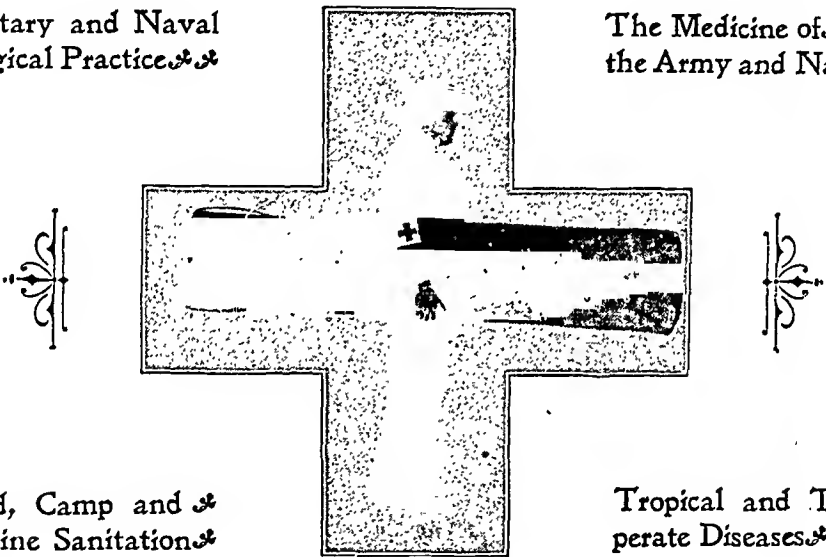 tary and Naval
gical Practice
The Medicine of
the Army and Na
d, Camp and
ine Sanitation
Tropical and T
perate Diseases